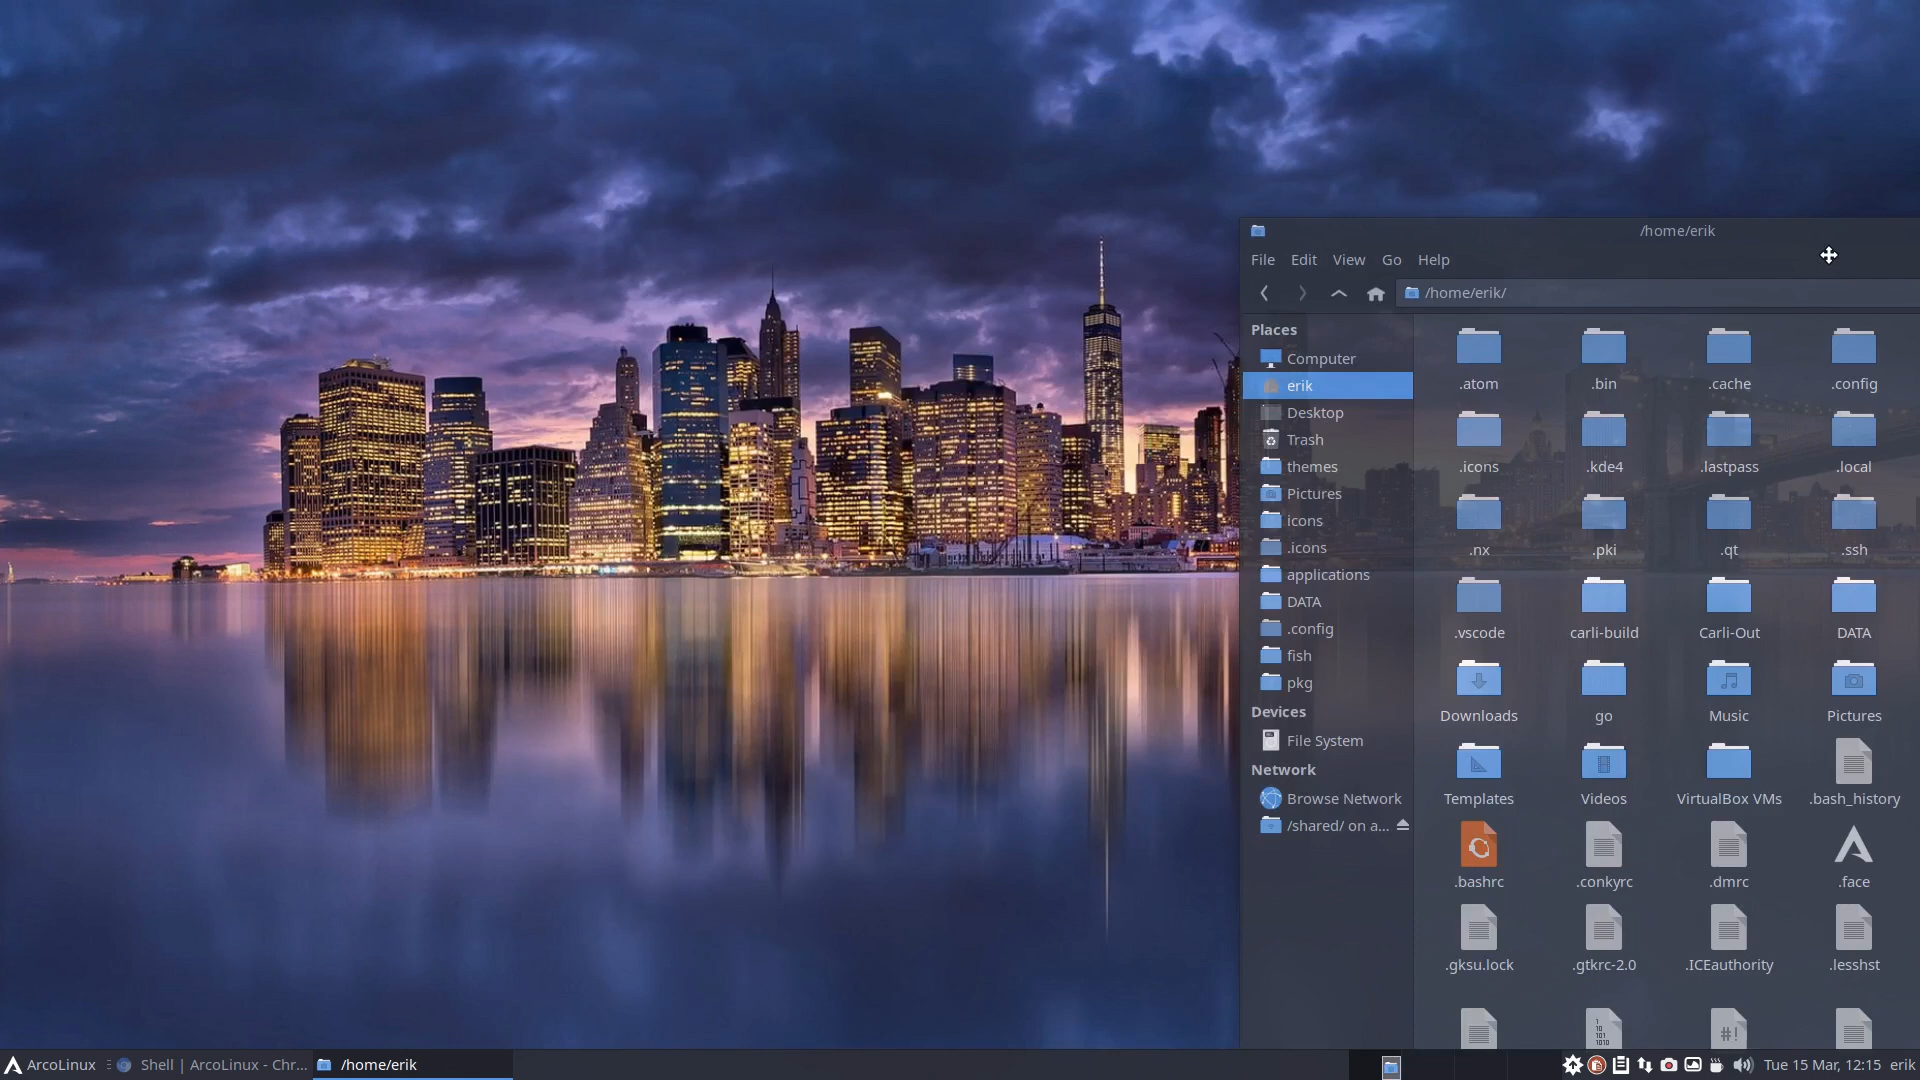 /home/erik
File Edit View Go Help
/home/erik/
Places
Computer
erik
Desktop
Trash
themes
Pictures
icons
.icons
applications
DATA
.config
fish
pkg
Devices
File System
Network
Browse Network
/shared/ on a...
.atom .bin .cache .config
.icons .kde4 .lastpass .local
.nx .pki .qt .ssh
.vscode carli-build Carli-Out DATA
Downloads go Music Pictures
Templates Videos VirtualBox VMs .bash_history
.bashrc .conkyrc .dmrc .face
.gksu.lock .gtkrc-2.0 .ICEauthority .lesshst
1
10
101
1010
#!
ArcoLinux Shell | ArcoLinux - Chr... /home/erik Tue 15 Mar, 12:15 erik